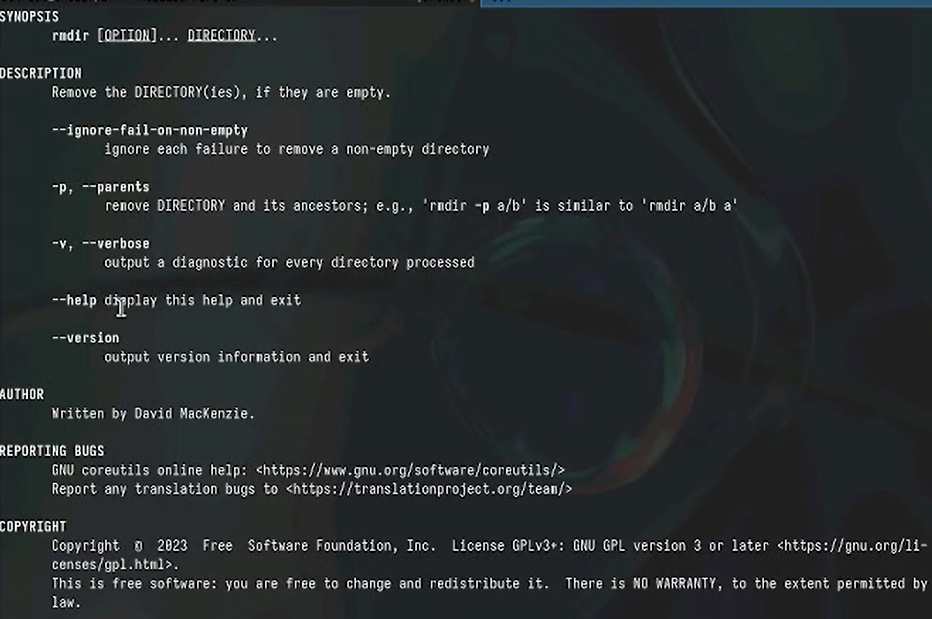 SYNOPSIS
rmdir [OPTION]... DIRECTORY...
DESCRIPTION
Remove the DIRECTORY(ies), if they are empty.
--ignore-fail-on-non-empty
ignore each failure to remove a non-empty directory
-p, --parents
remove DIRECTORY and its ancestors; e.g., 'rmdir -p a/b' is similar to 'rmdir a/b a'
-v, --verbose
output a diagnostic for every directory processed
--help display this help and exit
--version
output version information and exit
AUTHOR
Written by David MacKenzie.
REPORTING BUGS
GNU coreutils online help: <https://www.gnu.org/software/coreutils/>
Report any translation bugs to <https://translationproject.org/team/>
COPYRIGHT
Copyright © 2023 Free Software Foundation, Inc. License GPLv3+: GNU GPL version 3 or later <https://gnu.org/li-
censes/gpl.html>.
This is free software: you are free to change and redistribute it. There is NO WARRANTY, to the extent permitted by
law.